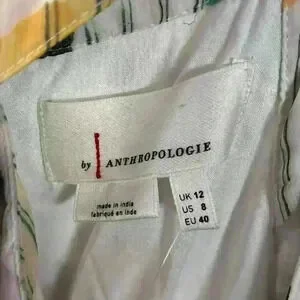 by ANTHROPOLOGIE
made in india
fabriqué en Inde
UK 12
US 8
EU 40